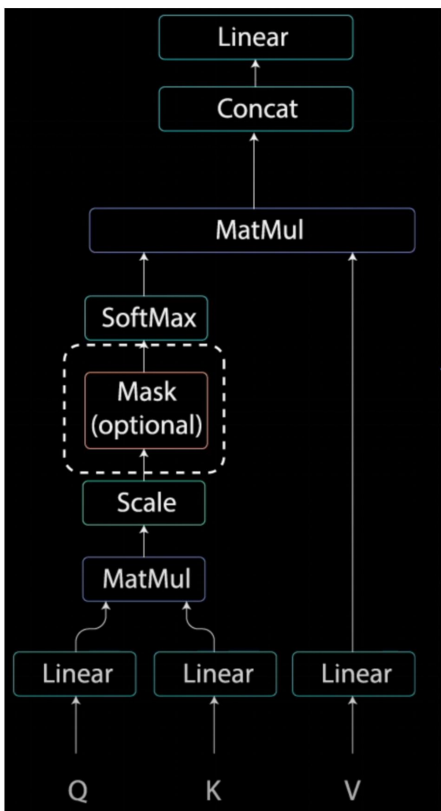 Linear
Concat
MatMul
SoftMax
Mask
(optional)
Scale
MatMul
Linear Linear Linear
Q K V